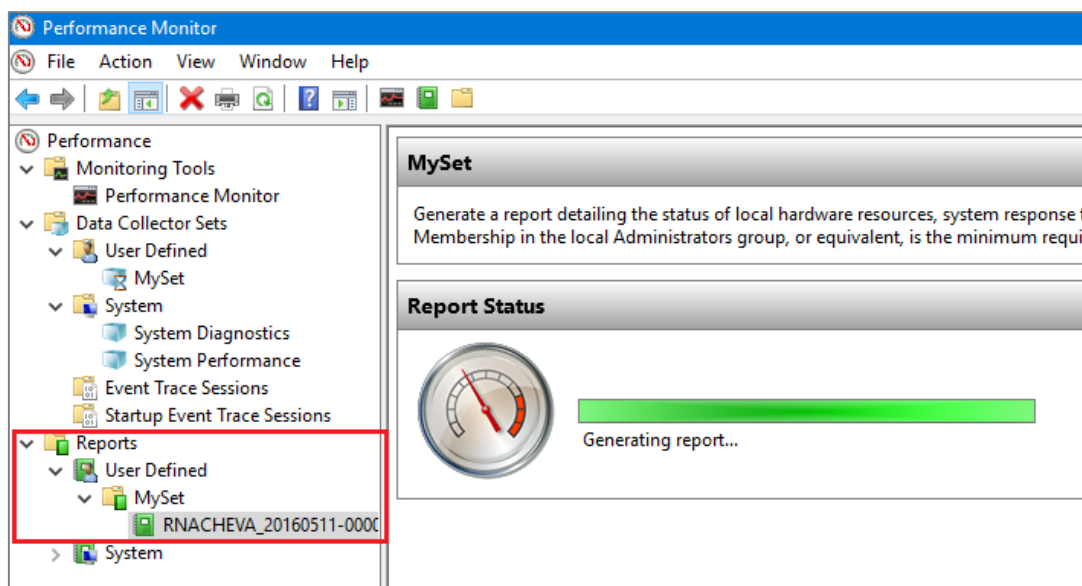 Performance Monitor
File Action View Window Help
Performance
Monitoring Tools
Performance Monitor
Data Collector Sets
User Defined
MySet
System
System Diagnostics
System Performance
Event Trace Sessions
Startup Event Trace Sessions
Reports
User Defined
MySet
RNACHEVA_20160511-0000
System
MySet
Generate a report detailing the status of local hardware resources, system response
Membership in the local Administrators group, or equivalent, is the minimum requi
Report Status
Generating report...